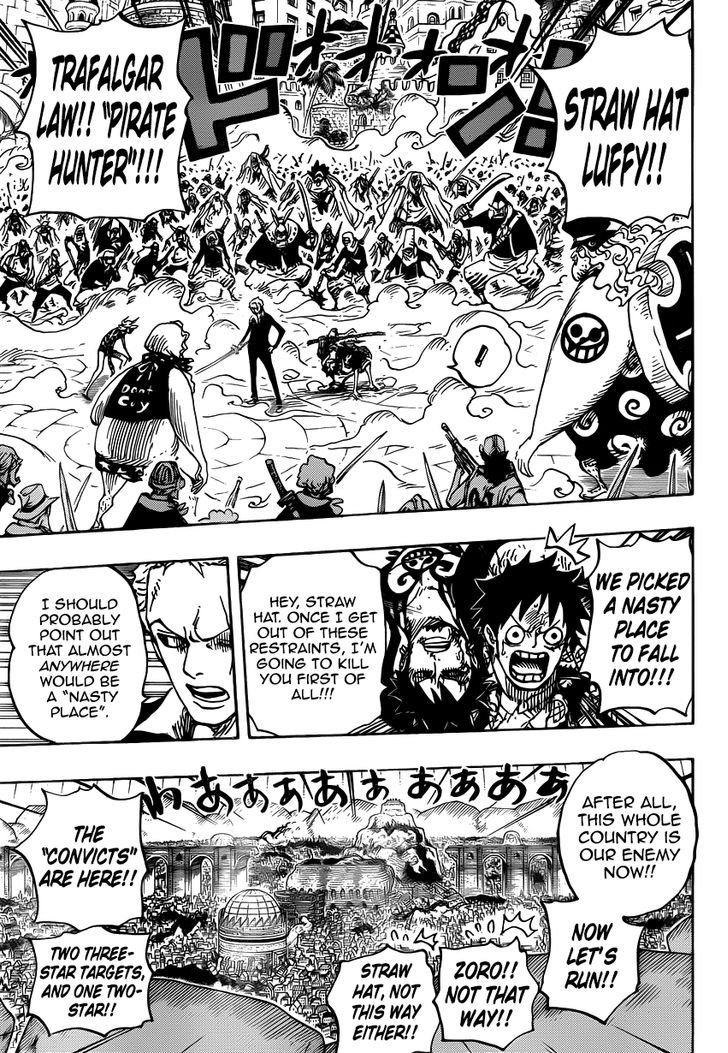 STRAW HAT
LUFFY!!
ドオオオン
TRAFALGAR
LAW!! "PIRATE
HUNTER"!!!
!
Don't
Cry
WE PICKED
A NASTY
PLACE
TO FALL
INTO!!!
HEY, STRAW
HAT. ONCE I GET
OUT OF THESE
RESTRAINTS, I'M
GOING TO KILL
YOU FIRST OF
ALL!!!
I SHOULD
PROBABLY
POINT OUT
THAT ALMOST
ANYWHERE
WOULD BE
A "NASTY
PLACE".
わあああああああああ
AFTER ALL,
THIS WHOLE
COUNTRY IS
OUR ENEMY
NOW!!
NOW
LET'S
RUN!!
ZORO!!
NOT THAT
WAY!!
STRAW
HAT, NOT
THIS WAY
EITHER!!
THE
"CONVICTS"
ARE HERE!!
TWO THREE-
STAR TARGETS,
AND ONE TWO-
STAR!!